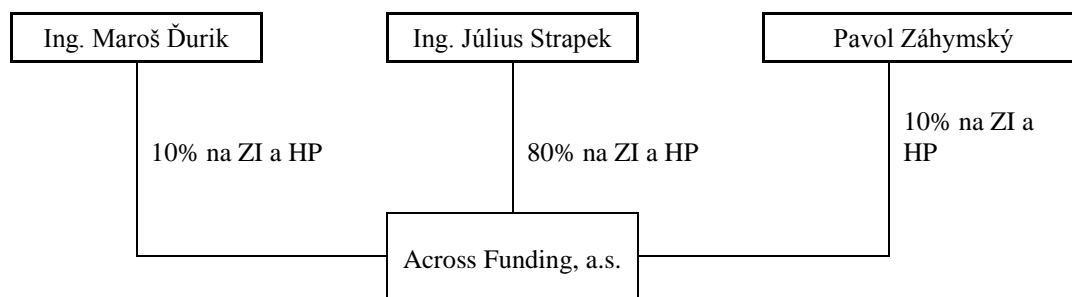 Ing. Maroš Ďurik
Ing. Július Strapek
Pavol Záhymský
10% na ZI a HP
80% na ZI a HP
10% na ZI a
HP
Across Funding, a.s.